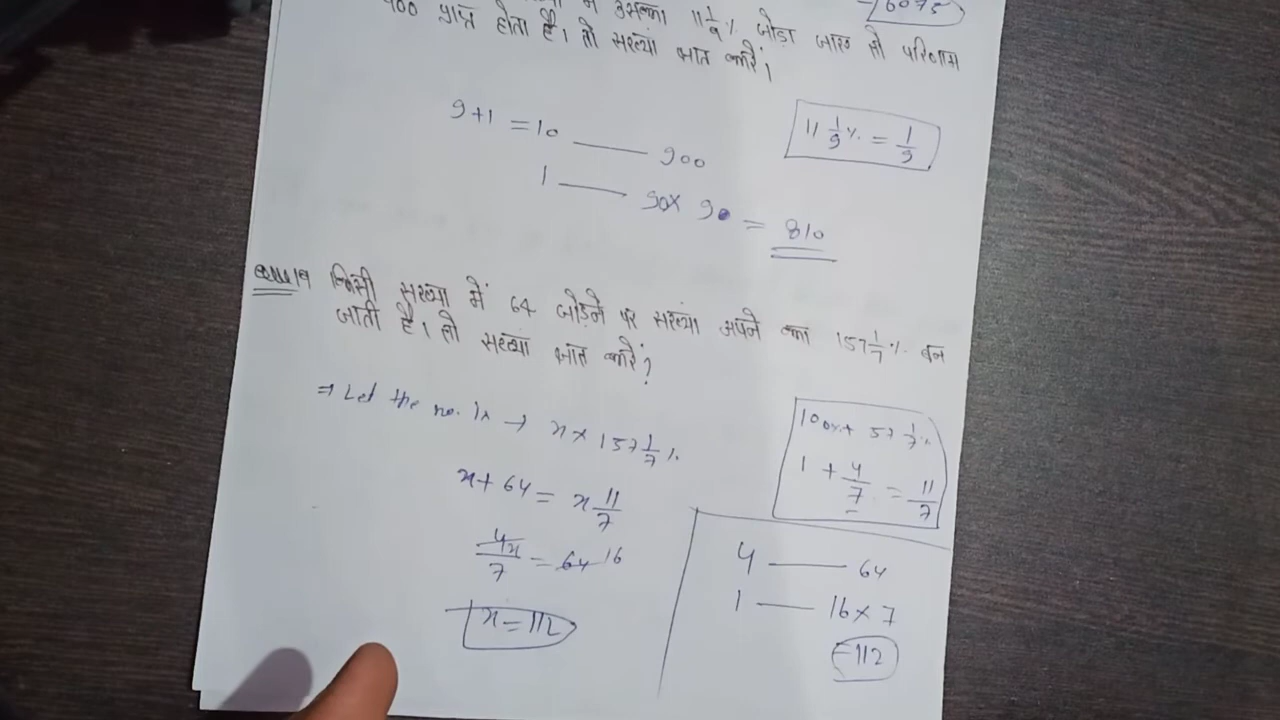 6075
में उसका 11 1/9 % जोड़ा जाए तो परिणाम
900 प्राप्त होता है। तो संख्या ज्ञात करें।
11 1/9 % = 1/9
9+1 = 10 —— 900
1 —— 90x 90 = 810
किसी संख्या में 64 जोड़ने पर संख्यां अपने का 157 1/7 % बन
जाती है। तो संख्यां ज्ञात करें?
⇒ Let the no. is → x × 157 1/7 %
x + 64 = x 11/7
4x/7 = 64 16
x = 112
100% + 57 1/7 %
1 + 4/7 = 11/7
4 —— 64
1 —— 16 × 7
= 112